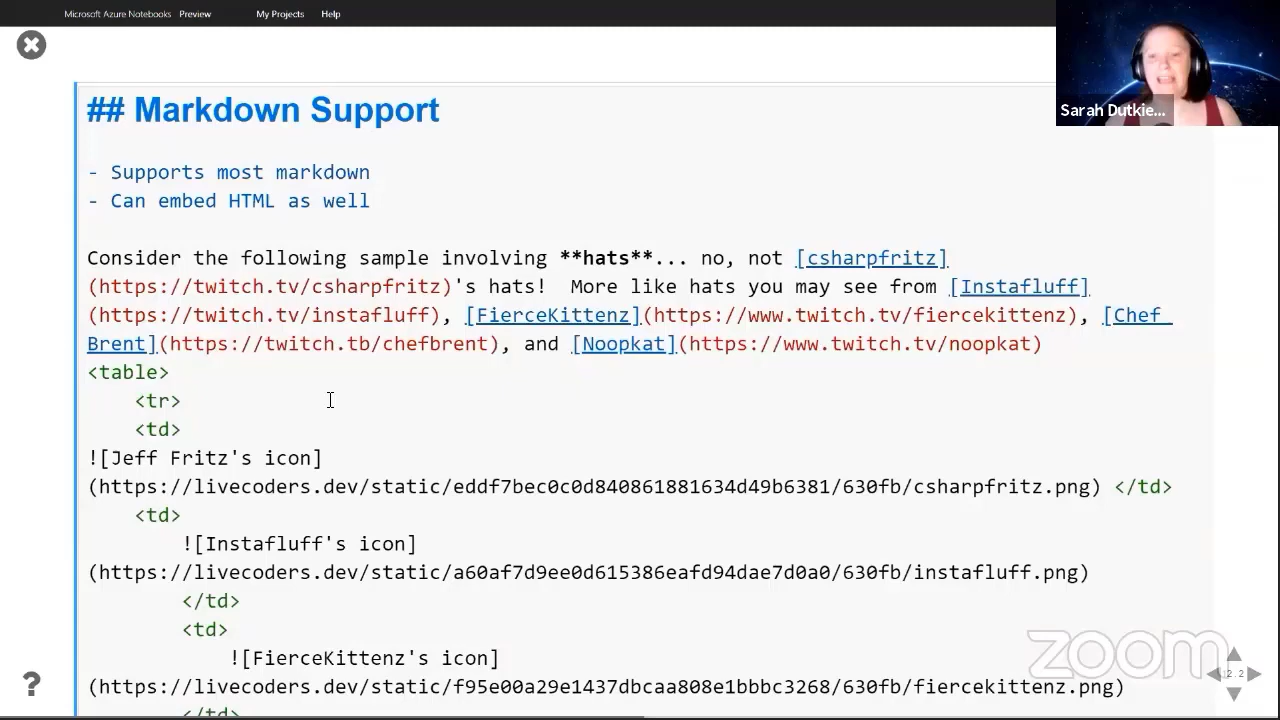 Microsoft Azure Notebooks Preview My Projects Help
Sarah Dutkie...
## Markdown Support
- Supports most markdown
- Can embed HTML as well
Consider the following sample involving **hats**... no, not [csharpfritz]
(https://twitch.tv/csharpfritz)'s hats!  More like hats you may see from [Instafluff]
(https://twitch.tv/instafluff), [FierceKittenz](https://www.twitch.tv/fiercekittenz), [Chef
Brent](https://twitch.tb/chefbrent), and [Noopkat](https://www.twitch.tv/noopkat)
<table>
<tr>
<td>
![Jeff Fritz's icon]
(https://livecoders.dev/static/eddf7bec0c0d840861881634d49b6381/630fb/csharpfritz.png) </td>
<td>
![Instafluff's icon]
(https://livecoders.dev/static/a60af7d9ee0d615386eafd94dae7d0a0/630fb/instafluff.png)
</td>
<td>
![FierceKittenz's icon]
(https://livecoders.dev/static/f95e00a29e1437dbcaa808e1bbbc3268/630fb/fiercekittenz.png)
</td>
zoom
2.2
?